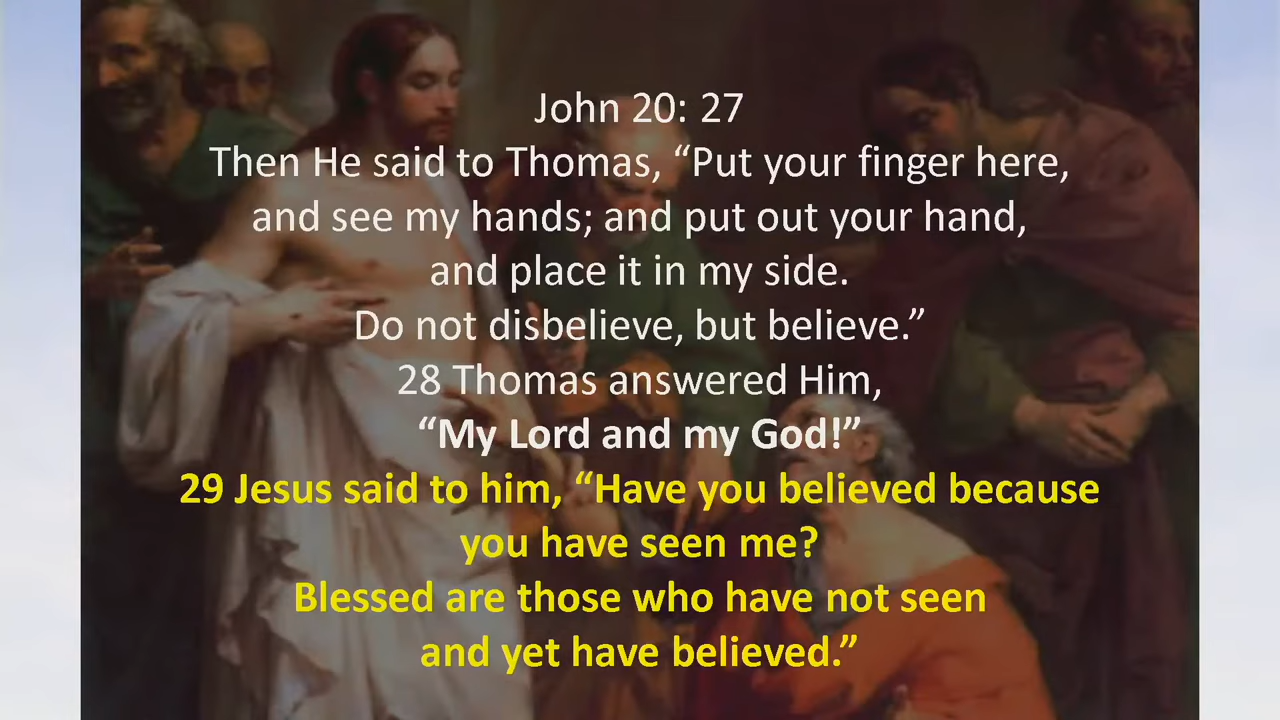 John 20: 27
Then He said to Thomas, “Put your finger here,
and see my hands; and put out your hand,
and place it in my side.
Do not disbelieve, but believe.”
28 Thomas answered Him,
“My Lord and my God!”
29 Jesus said to him, “Have you believed because
you have seen me?
Blessed are those who have not seen
and yet have believed.”